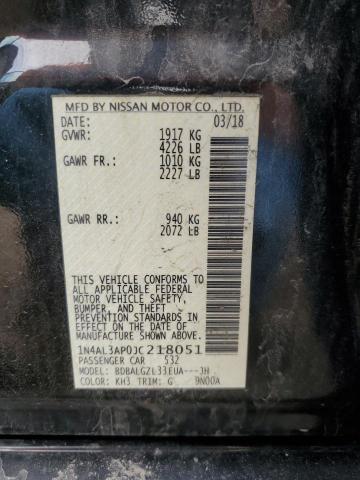 MFD BY NISSAN MOTOR CO., LTD.
DATE: 03/18
GVWR: 1917 KG
4226 LB
GAWR FR: 1010 KG
2227 LB
GAWR RR: 940 KG
2072 LB
THIS VEHICLE CONFORMS TO
ALL APPLICABLE FEDERAL
MOTOR VEHICLE SAFETY,
BUMPER, AND THEFT
PREVENTION STANDARDS
IN EFFECT ON THE DATE OF
MANUFACTURE SHOWN ABOVE.
1N4AL3AP0JC218051
PASSENGER CAR 532
MODEL: BDBALGZL33EUA---JH
COLOR: KH3 TRIM: G 9N00A